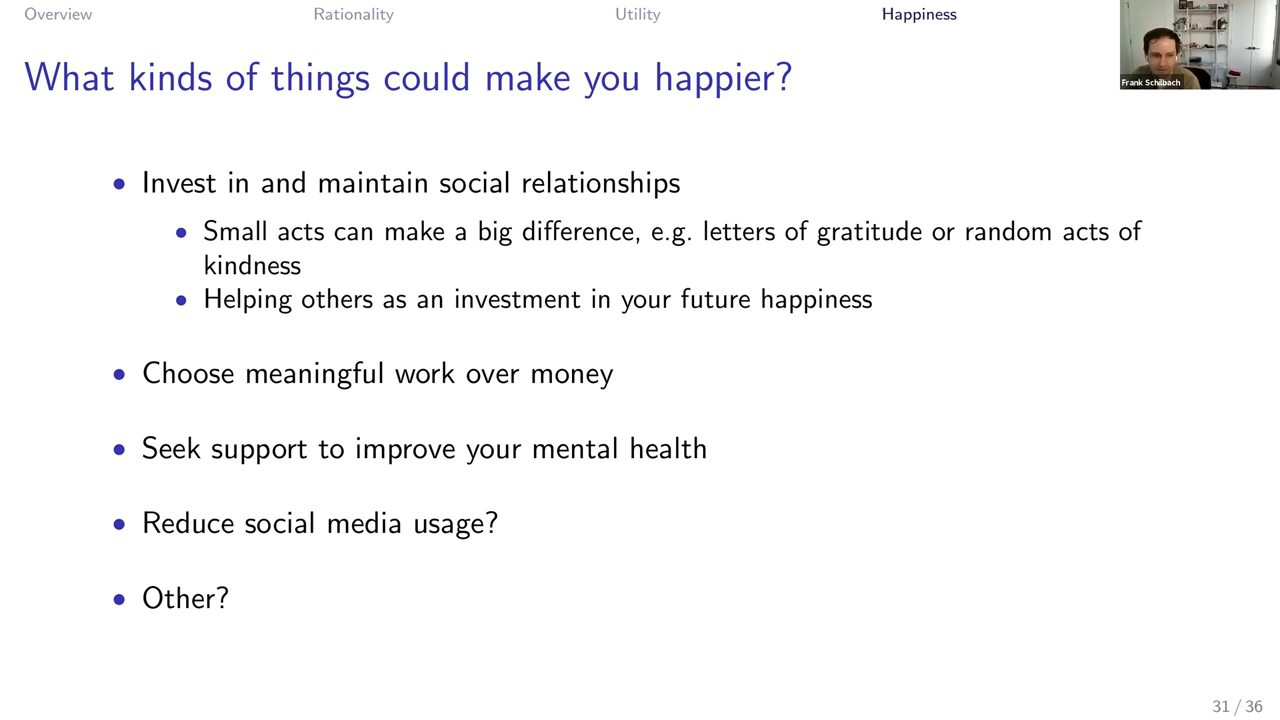 Overview Rationality Utility Happiness
Frank Schilbach
What kinds of things could make you happier?
• Invest in and maintain social relationships
• Small acts can make a big difference, e.g. letters of gratitude or random acts of
kindness
• Helping others as an investment in your future happiness
• Choose meaningful work over money
• Seek support to improve your mental health
• Reduce social media usage?
• Other?
31 / 36